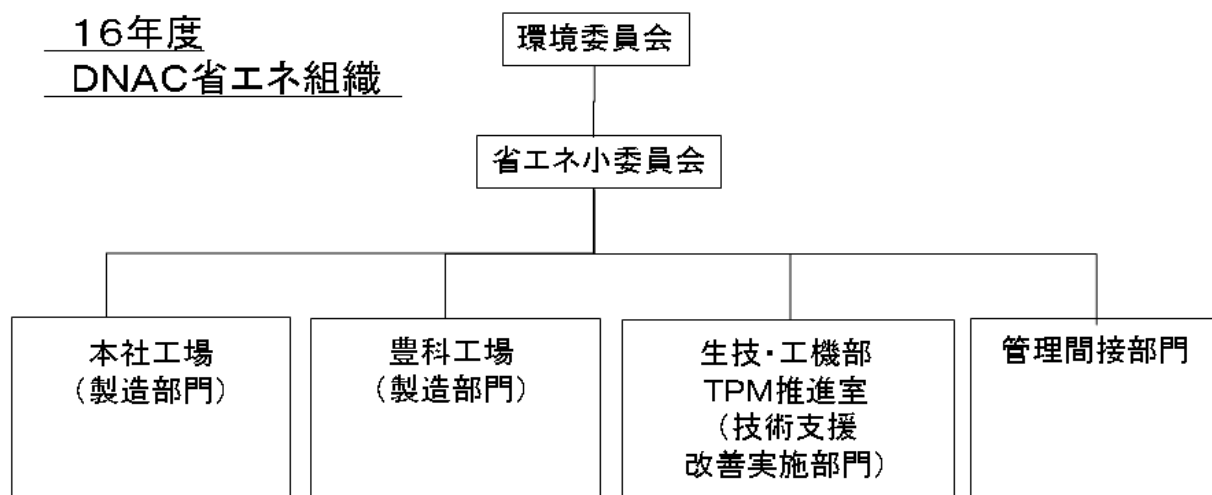 16年度
DNAC省エネ組織
環境委員会
省エネ小委員会
本社工場
(製造部門)
豊科工場
(製造部門)
生技・工機部
TPM推進室
(技術支援
改善実施部門)
管理間接部門